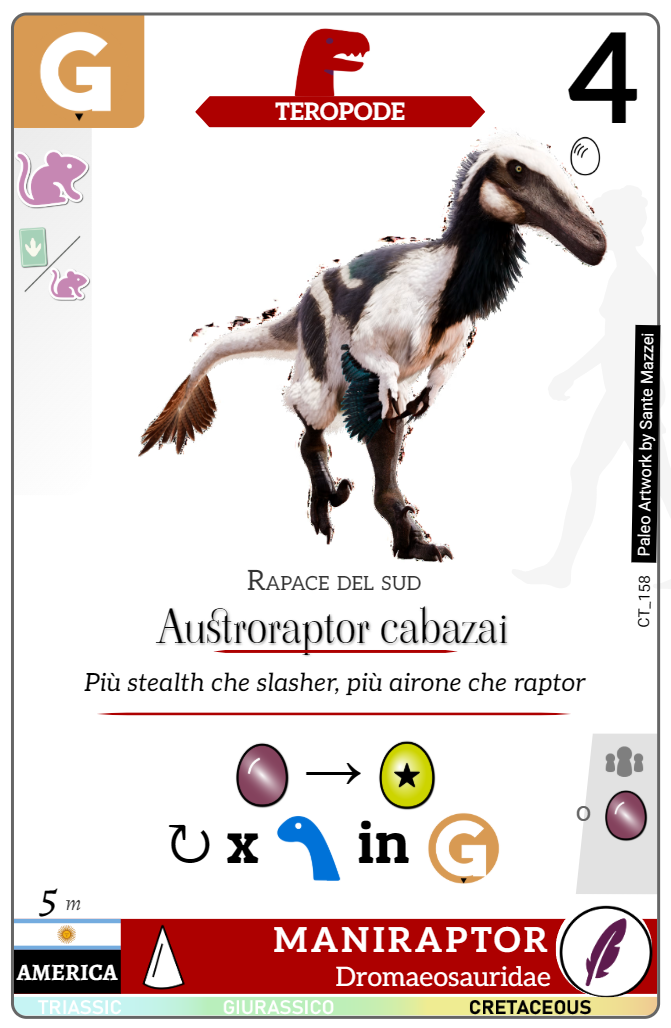 G
TEROPODE
4
Paleo Artwork by Sante Mazzei
CT_158
Rapace del sud
Austroraptor cabazai
Più stealth che slasher, più airone che raptor
→
↻ x in G
o
5 m
MANIRAPTOR
AMERICA
Dromaeosauridae
TRIASSIC GIURASSICO CRETACEOUS